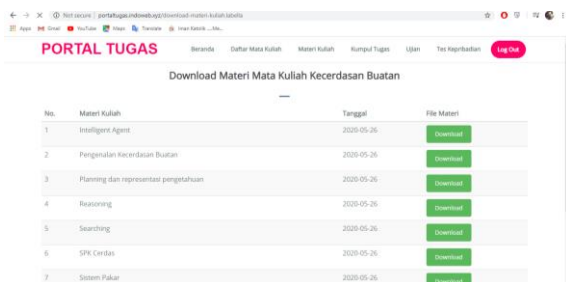 Not secure | portaltugas.indoweb.xyz/download-materi-kuliah-labella
Apps Gmail YouTube Maps Translate
PORTAL TUGAS Beranda Daftar Mata Kuliah Materi Kuliah Kumpul Tugas Ujian Tes Kepribadian Log Out
Download Materi Mata Kuliah Kecerdasan Buatan
No. Materi Kuliah Tanggal File Materi
1 Intelligent Agent 2020-05-26 Download
2 Pengenalan Kecerdasan Buatan 2020-05-26 Download
3 Planning dan representasi pengetahuan 2020-05-26 Download
4 Reasoning 2020-05-26 Download
5 Searching 2020-05-26 Download
6 SPK Cerdas 2020-05-26 Download
7 Sistem Pakar 2020-05-26 Download